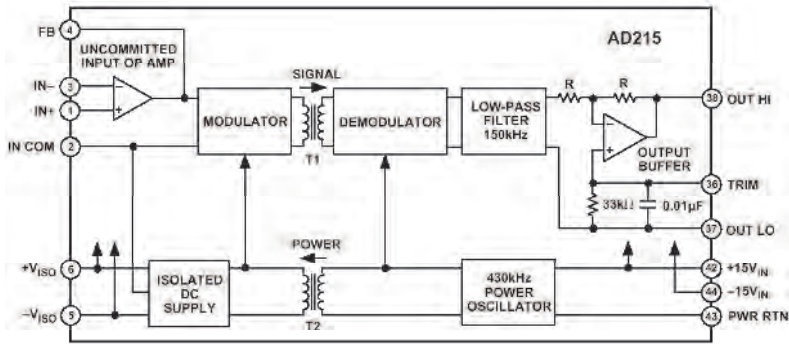 FB
4
AD215
UNCOMMITTED
INPUT OP AMP
IN–
3
IN+
1
–
+
SIGNAL
MODULATOR
T1
DEMODULATOR
LOW-PASS
FILTER
150kHz
R
R
38
OUT HI
–
+
OUTPUT
BUFFER
IN COM
2
36
TRIM
33kΩ
0.01µF
37
OUT LO
POWER
+VISO
6
ISOLATED
DC
SUPPLY
T2
430kHz
POWER
OSCILLATOR
42
+15VIN
44
–15VIN
–VISO
5
43
PWR RTN